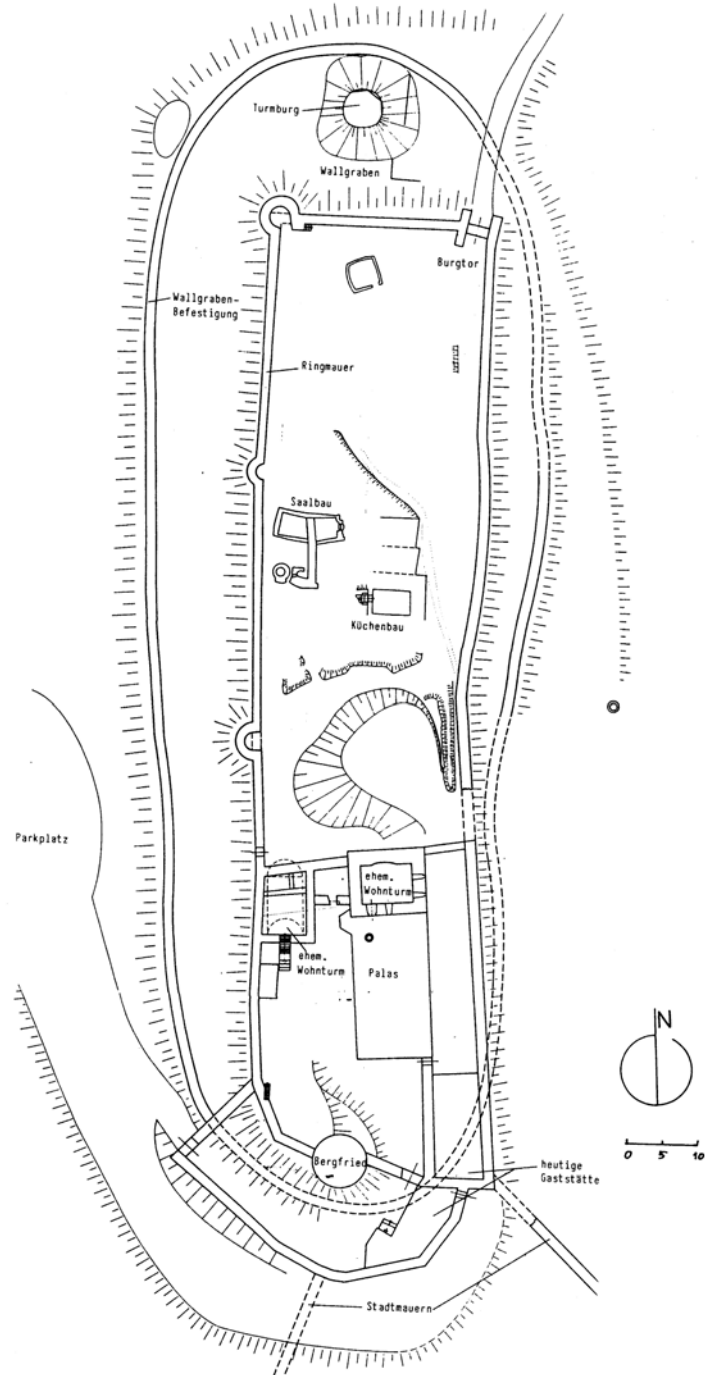 Turmburg
Wallgraben
Burgtor
Wallgraben-
Befestigung
Ringmauer
Saalbau
Küchenbau
Parkplatz
ehem.
Wohnturm
ehem.
Wohnturm
Palas
N
0 5 10
Bergfried
heutige
Gaststätte
Stadtmauern